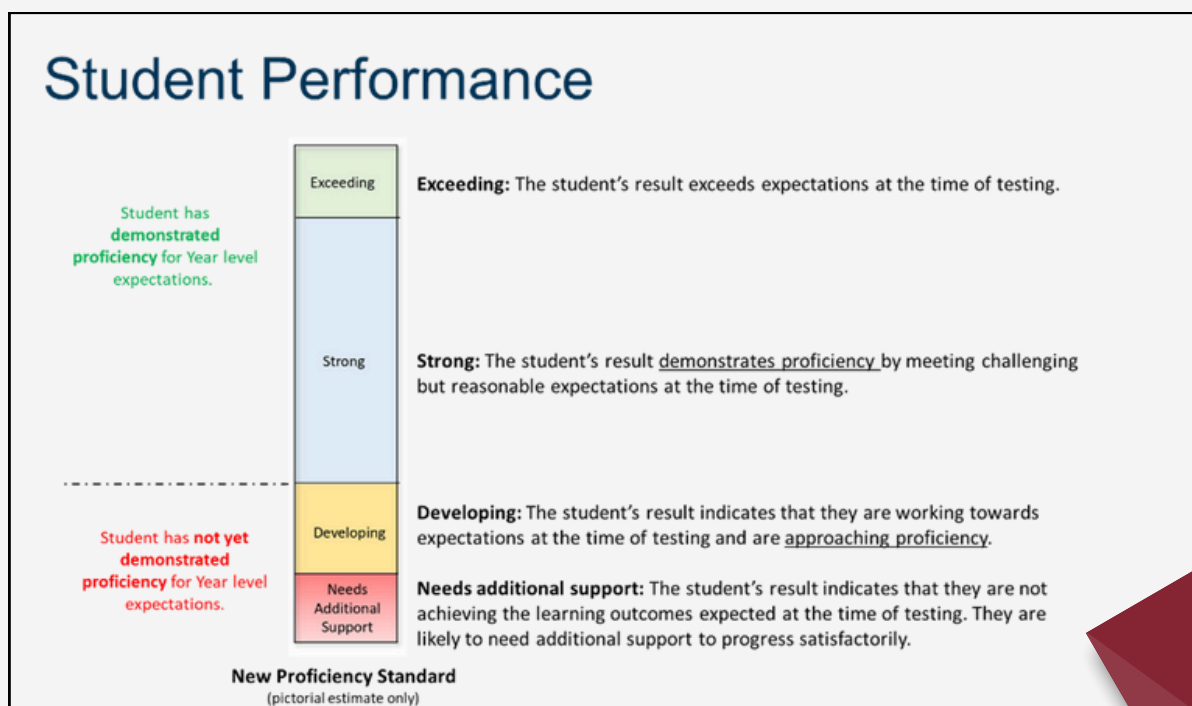 Student Performance
Exceeding
Exceeding: The student's result exceeds expectations at the time of testing.
Student has
demonstrated
proficiency for Year level
expectations.
Strong
Strong: The student's result demonstrates proficiency by meeting challenging
but reasonable expectations at the time of testing.
Developing
Developing: The student's result indicates that they are working towards
expectations at the time of testing and are approaching proficiency.
Student has not yet
demonstrated
proficiency for Year level
expectations.
Needs
Additional
Support
Needs additional support: The student's result indicates that they are not
achieving the learning outcomes expected at the time of testing. They are
likely to need additional support to progress satisfactorily.
New Proficiency Standard
(pictorial estimate only)